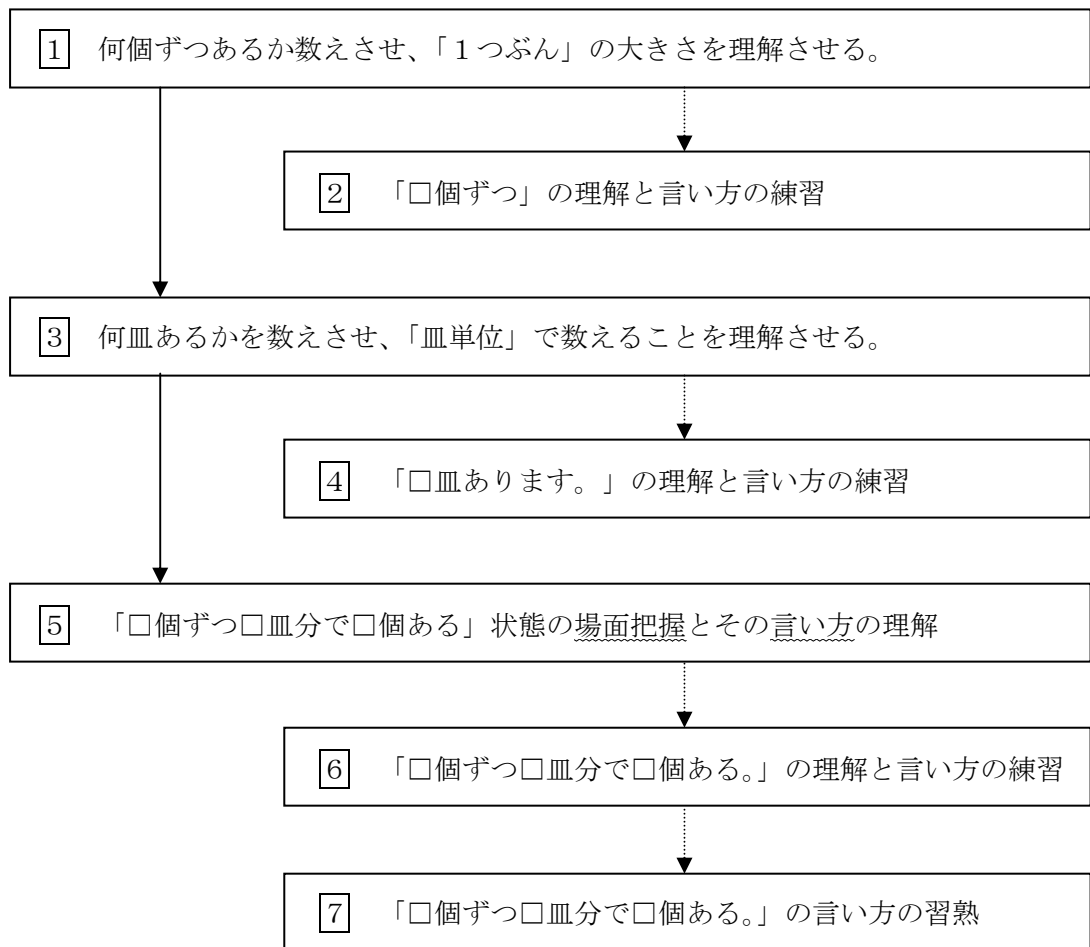 1 何個ずつあるか数えさせ、「1つぶん」の大きさを理解させる。
2 「□個ずつ」の理解と言い方の練習
3 何皿あるかを数えさせ、「皿単位」で数えることを理解させる。
4 「□皿あります。」の理解と言い方の練習
5 「□個ずつ□皿分で□個ある」状態の場面把握とその言い方の理解
6 「□個ずつ□皿分で□個ある。」の理解と言い方の練習
7 「□個ずつ□皿分で□個ある。」の言い方の習熟